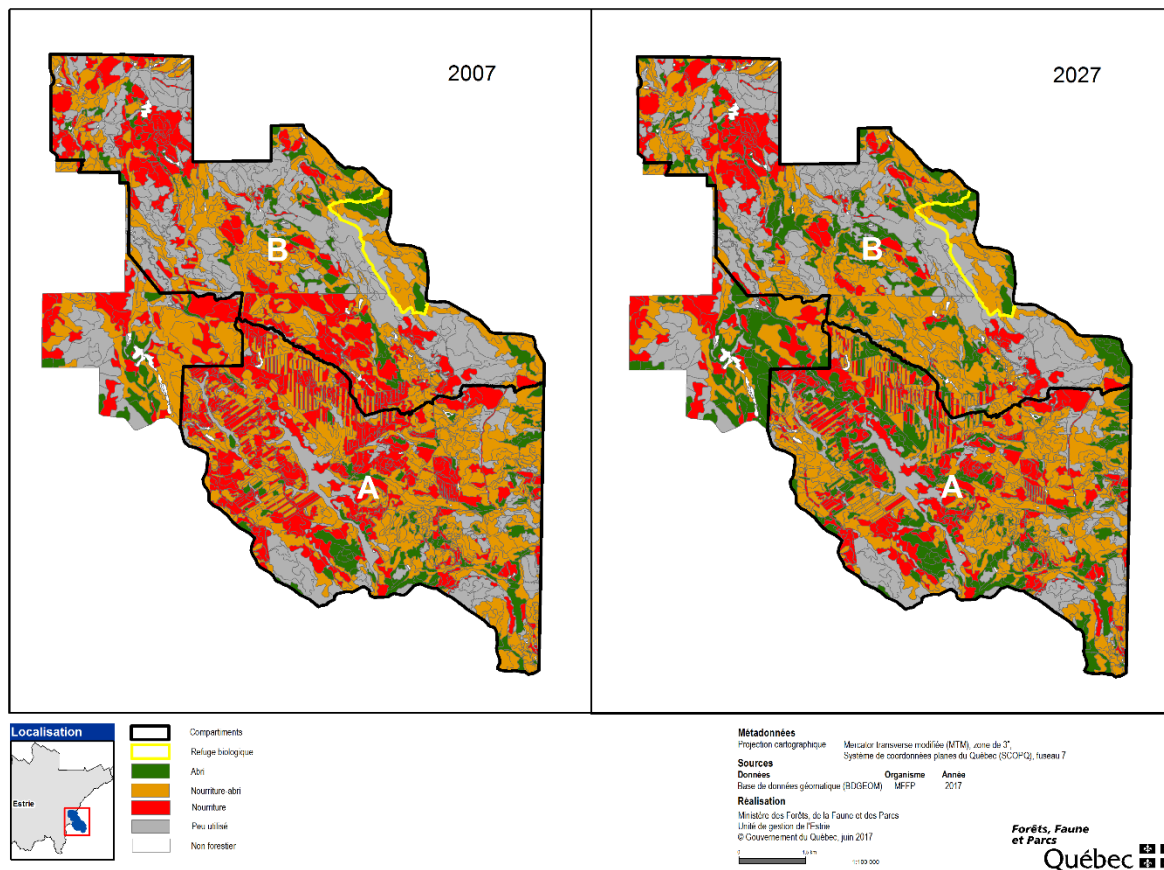 2007
2027
B
B
A
A
Localisation
Estrie
Compartiments
Refuge biologique
Abri
Nourriture-abri
Nourriture
Peu utilisé
Non forestier
Métadonnées
Projection cartographique Mercator transverse modifiée (MTM), zone de 3°,
Système de coordonnées planes du Québec (SCOPQ), fuseau 7
Sources
Données Organisme Année
Base de données géomatique (BDGEOM) MFFP 2017
Réalisation
Ministère des Forêts, de la Faune et des Parcs
Unité de gestion de l'Estrie
© Gouvernement du Québec, juin 2017
0 km
Forêts, Faune
et Parcs
Québec